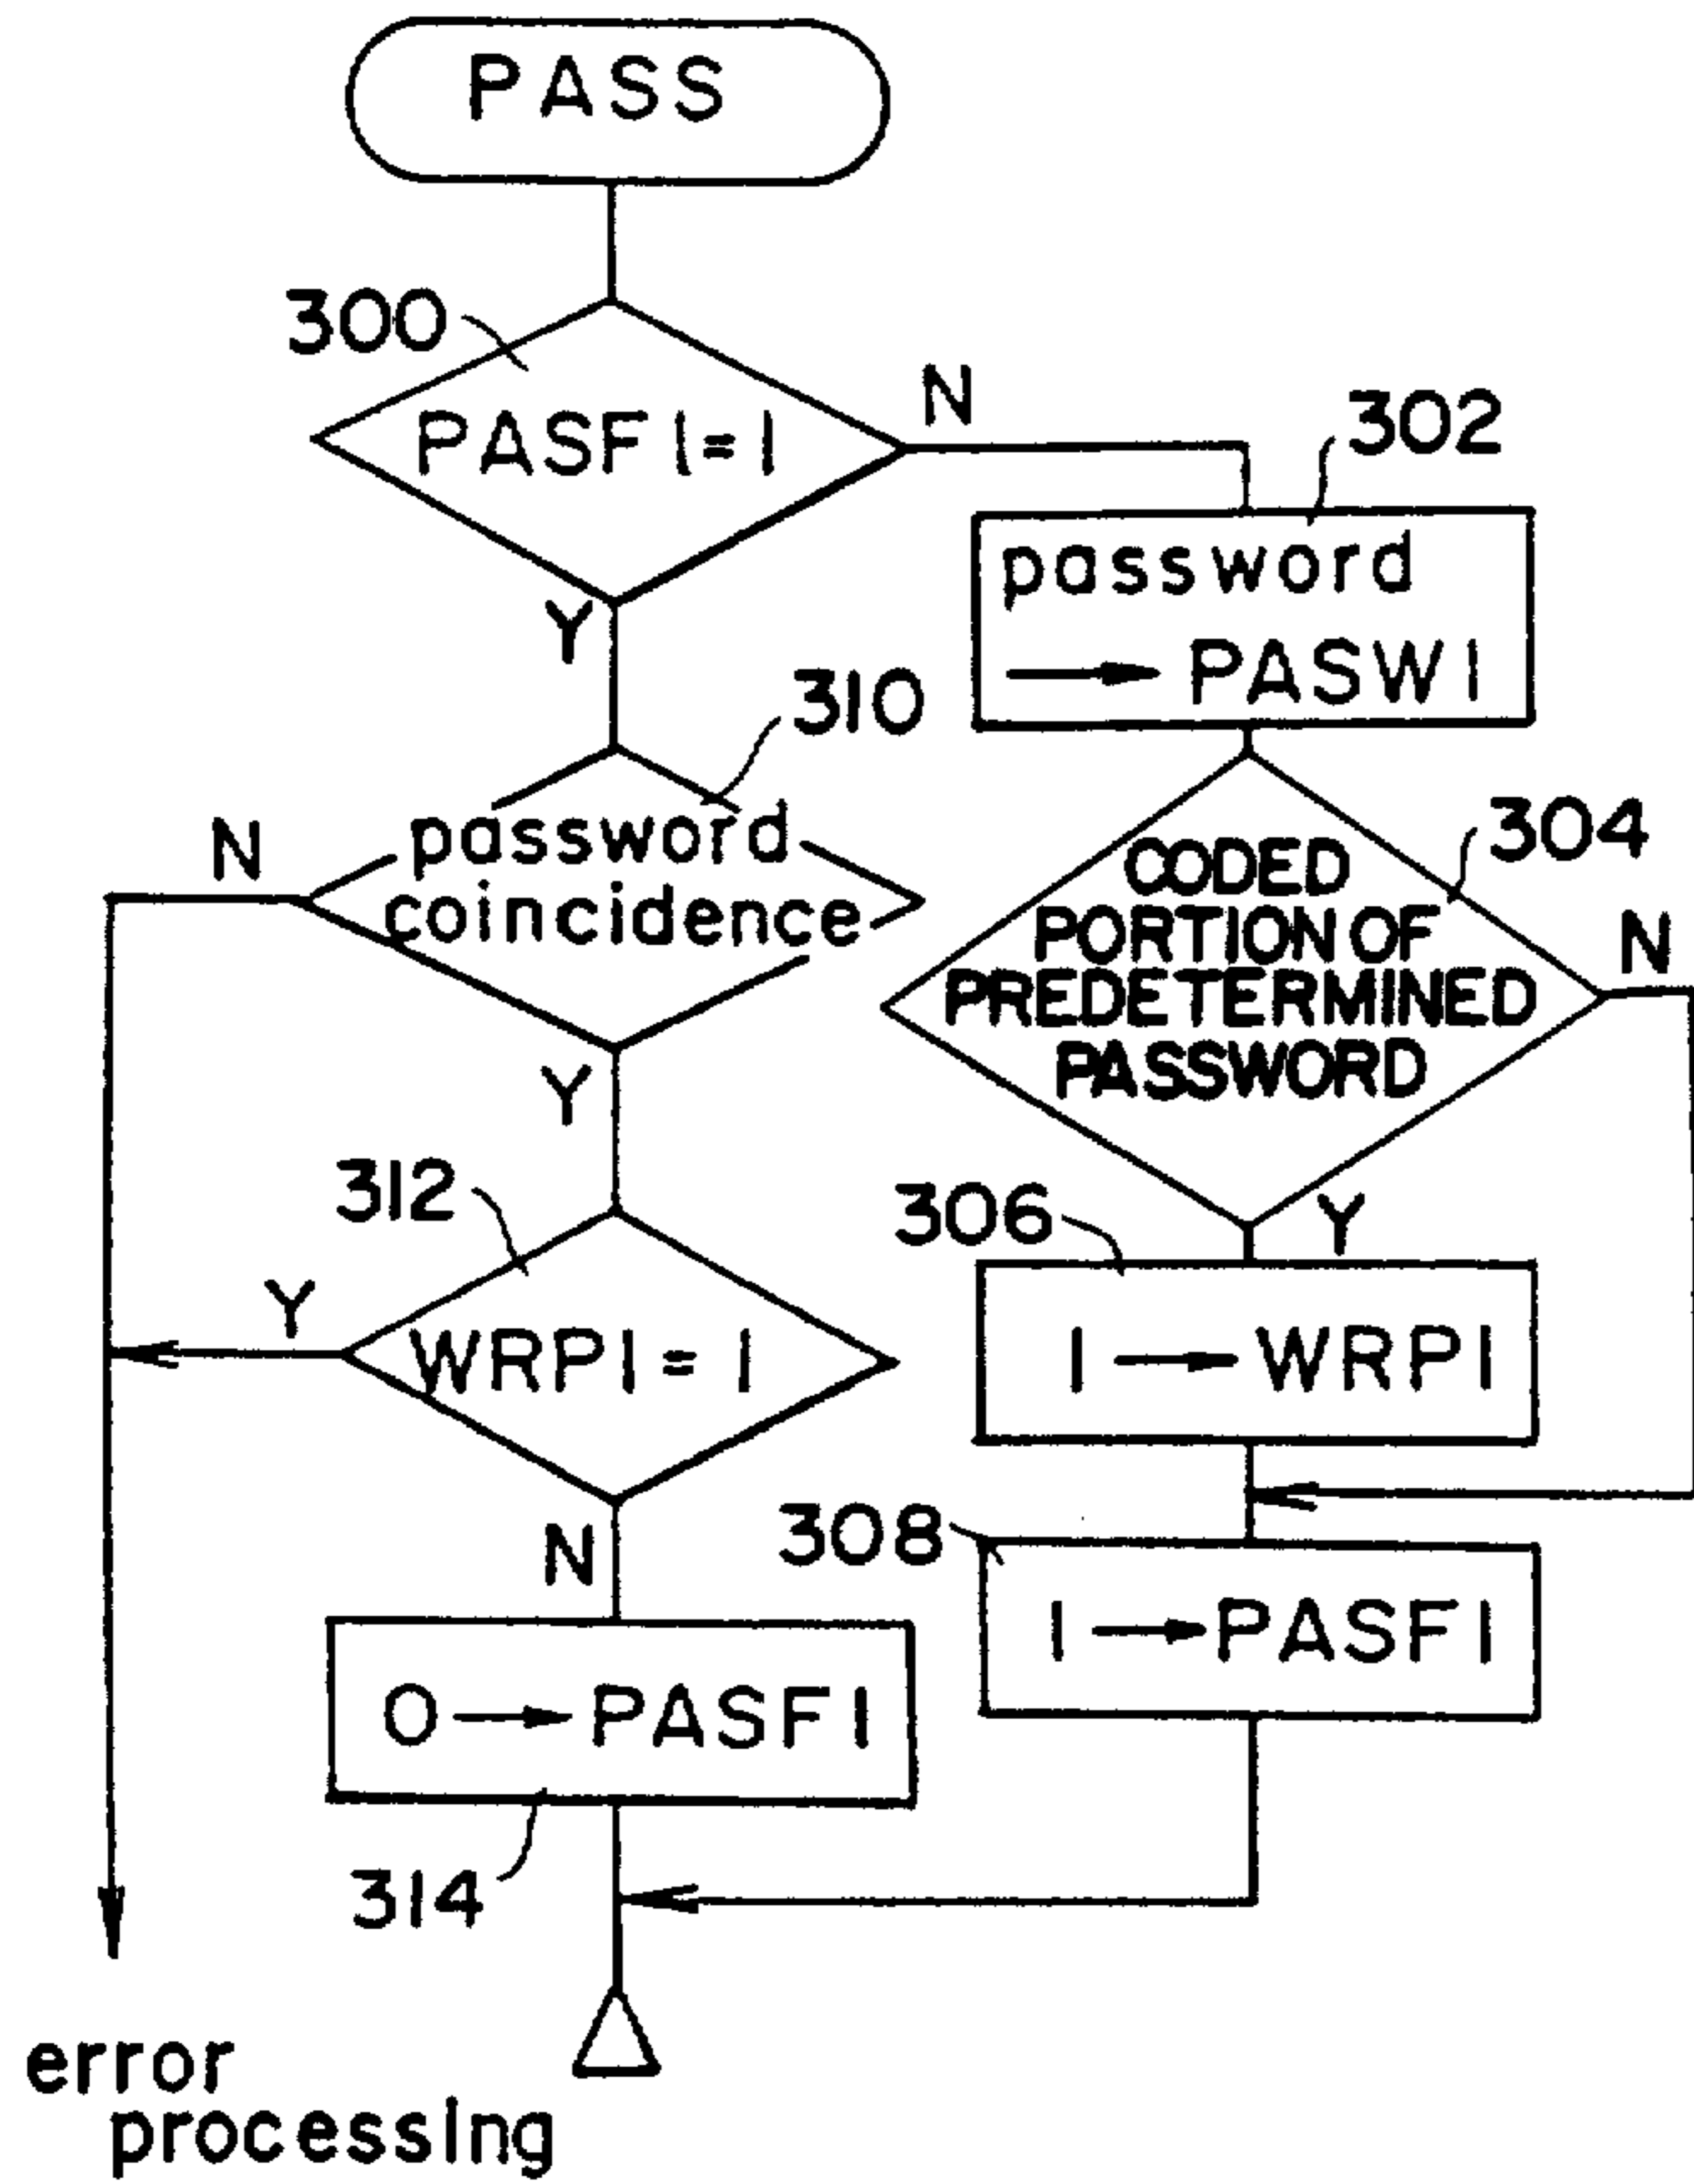 PASS
300
PASF1=1
N
302
password
→ PASW1
Y
310
password
coincidence
N
304
CODED
PORTION OF
PREDETERMINED
PASSWORD
N
Y
312
WRP1=1
Y
306
Y
1→WRP1
N
308
1→PASF1
0→PASF1
314
error
processing